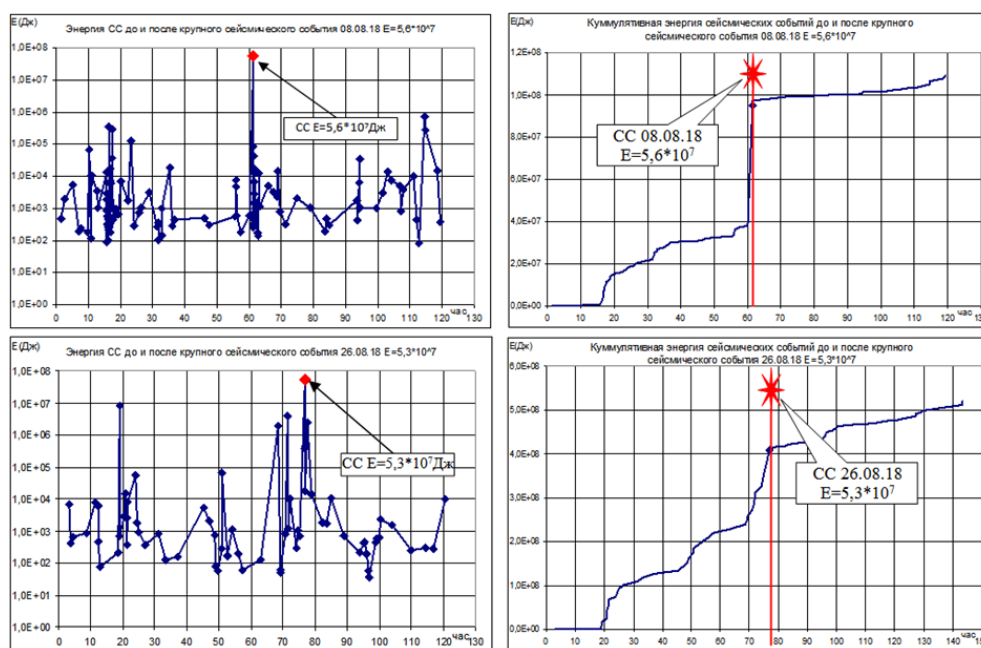 E(Дж)
Энергия СС до и после крупного сейсмического события 08.08.18 E=5,6*10^7
1,0E+08
1,0E+07
1,0E+06
1,0E+05
1,0E+04
1,0E+03
1,0E+02
1,0E+01
1,0E+00
СС E=5,6*10⁷Дж
0 10 20 30 40 50 60 70 80 90 100 110 120 130
час
E(Дж)
Куммулятивная энергия сейсмических событий до и после крупного
сейсмического события 08.08.18 E=5,6*10^7
1,2E+08
1,0E+08
8,0E+07
6,0E+07
4,0E+07
2,0E+07
0,0E+00
СС 08.08.18
E=5,6*10⁷
0 10 20 30 40 50 60 70 80 90 100 110 120 130
час
E(Дж)
Энергия СС до и после крупного сейсмического события 26.08.18 E=5,3*10^7
1,0E+08
1,0E+07
1,0E+06
1,0E+05
1,0E+04
1,0E+03
1,0E+02
1,0E+01
1,0E+00
СС E=5,3*10⁷Дж
0 10 20 30 40 50 60 70 80 90 100 110 120 130
час
E(Дж)
Куммулятивная энергия сейсмических событий до и после крупного
сейсмического события 26.08.18 E=5,3*10^7
6,0E+08
5,0E+08
4,0E+08
3,0E+08
2,0E+08
1,0E+08
0,0E+00
СС 26.08.18
E=5,3*10⁷
0 10 20 30 40 50 60 70 80 90 100 110 120 130 140 150
час